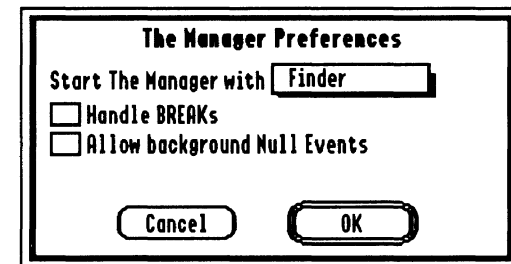 The Manager Preferences
Start The Manager with Finder
Handle BREAKs
Allow background Null Events
Cancel OK